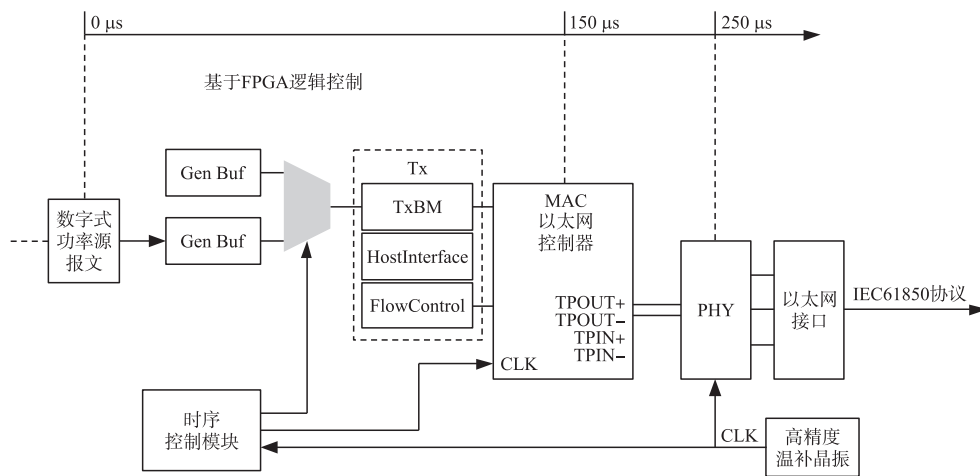 0 μs
150 μs
250 μs
基于FPGA逻辑控制
Gen Buf
Tx
MAC
以太网
控制器
TxBM
数字式
功率源
报文
Gen Buf
HostInterface
FlowControl
TPOUT+
TPOUT−
TPIN+
TPIN−
CLK
PHY
以太网
接口
IEC61850协议
时序
控制模块
CLK
高精度
温补晶振